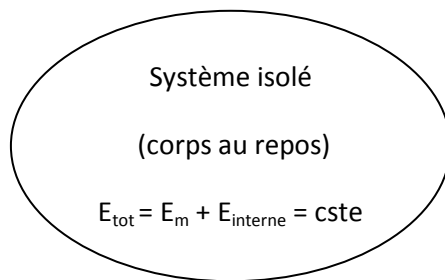 Système isolé
(corps au repos)
Eₜₒₜ = Eₘ + Eᵢₙₜₑᵣₙₑ = cste